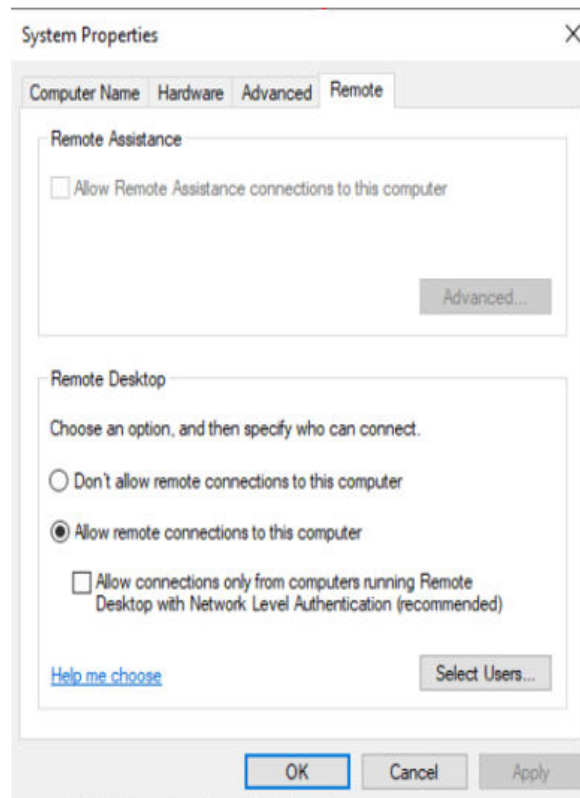 System Properties
Computer Name Hardware Advanced Remote
Remote Assistance
Allow Remote Assistance connections to this computer
Advanced...
Remote Desktop
Choose an option, and then specify who can connect.
Don't allow remote connections to this computer
Allow remote connections to this computer
Allow connections only from computers running Remote
Desktop with Network Level Authentication (recommended)
Help me choose Select Users...
OK Cancel Apply